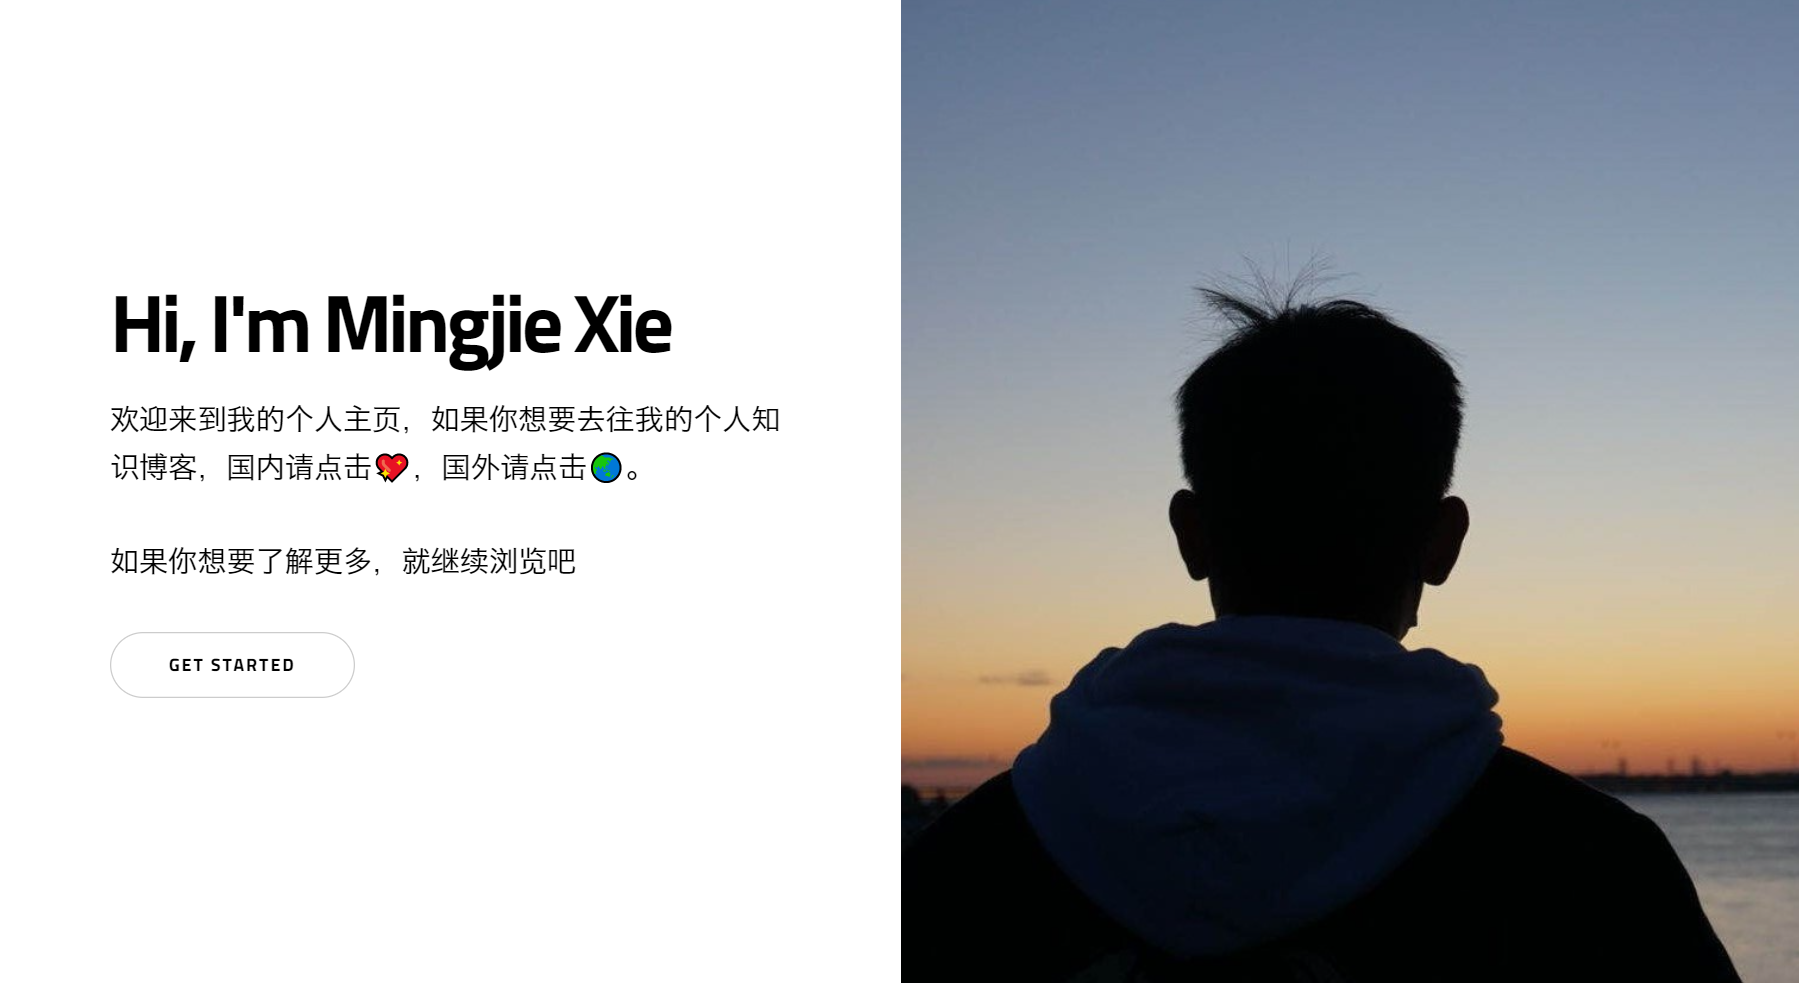 Hi, I'm Mingjie Xie
欢迎来到我的个人主页，如果你想要去往我的个人知
识博客，国内请点击💖，国外请点击🌏。
如果你想要了解更多，就继续浏览吧
GET STARTED